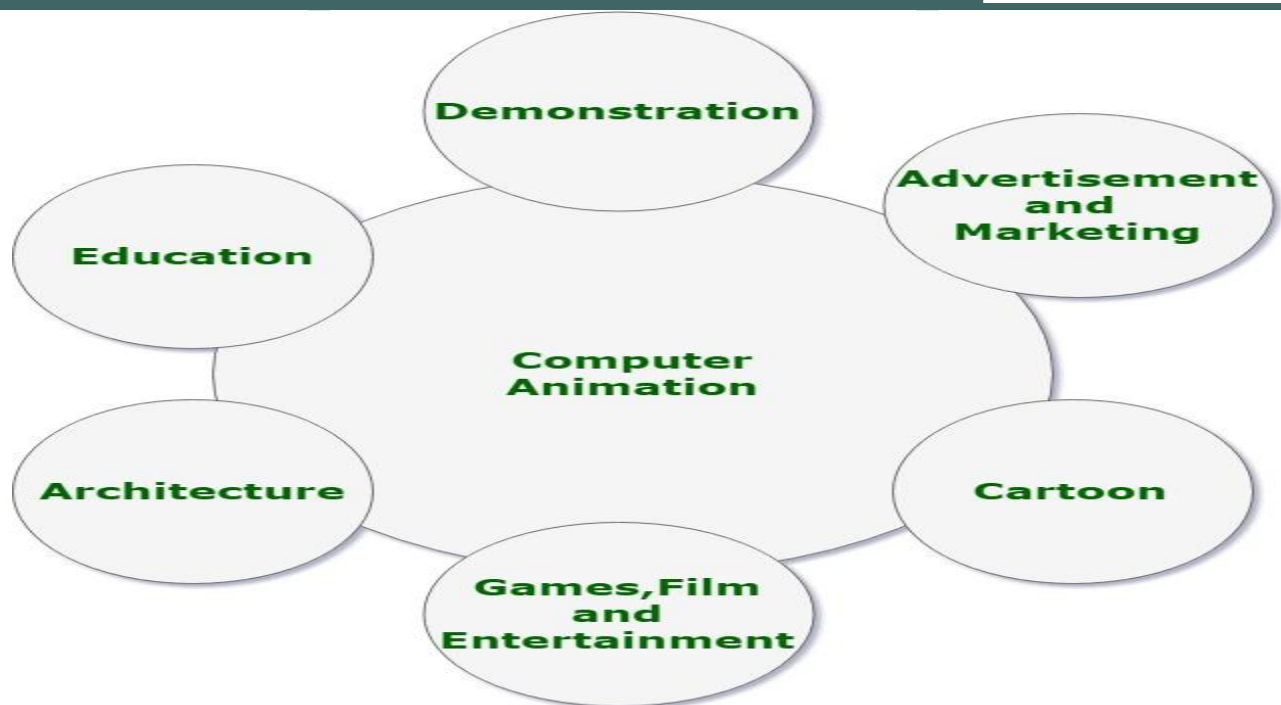 Demonstration
Advertisement
and
Marketing
Education
Computer
Animation
Architecture
Cartoon
Games,Film
and
Entertainment